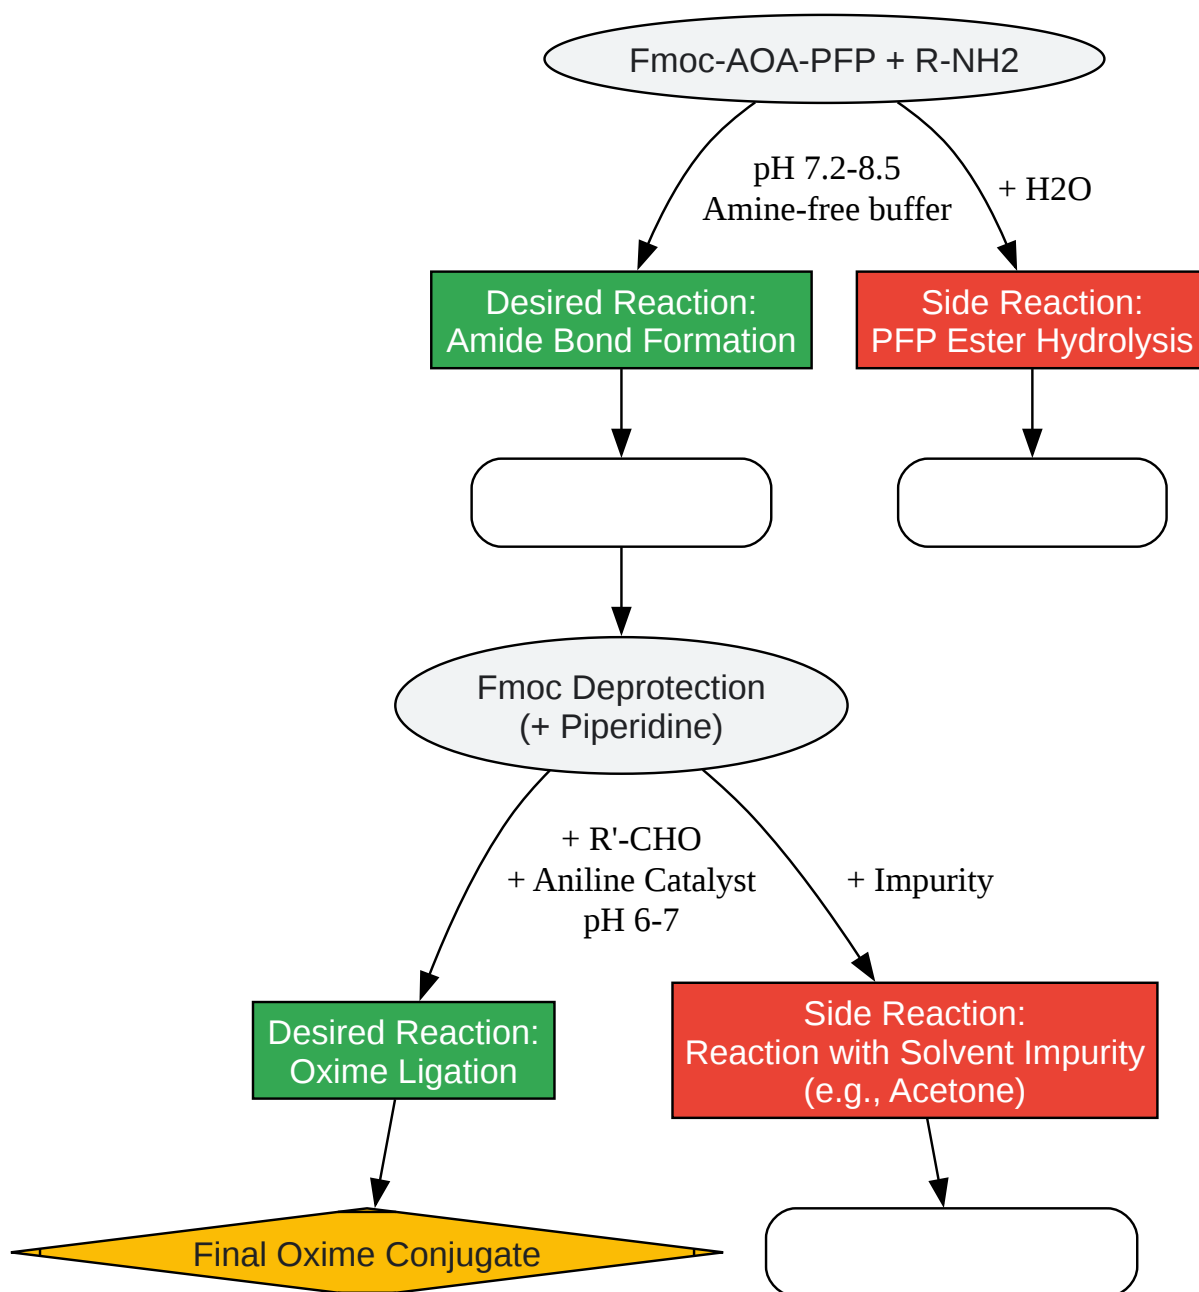 Fmoc-AOA-PFP + R-NH2
pH 7.2-8.5
Amine-free buffer
+ H2O
Desired Reaction:
Amide Bond Formation
Side Reaction:
PFP Ester Hydrolysis
Fmoc Deprotection
(+ Piperidine)
+ R'-CHO
+ Aniline Catalyst
pH 6-7
+ Impurity
Desired Reaction:
Oxime Ligation
Side Reaction:
Reaction with Solvent Impurity
(e.g., Acetone)
Final Oxime Conjugate